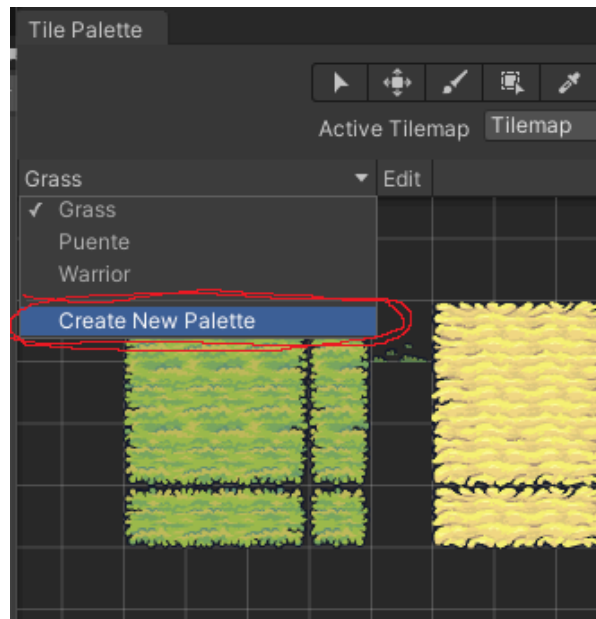 Tile Palette
Active Tilemap Tilemap
Grass Edit
Grass
Puente
Warrior
Create New Palette